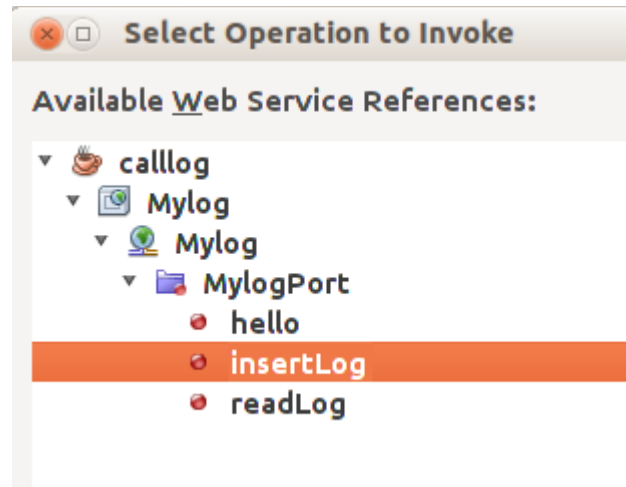 Select Operation to Invoke
Available Web Service References:
calllog
Mylog
Mylog
MylogPort
hello
insertLog
readLog